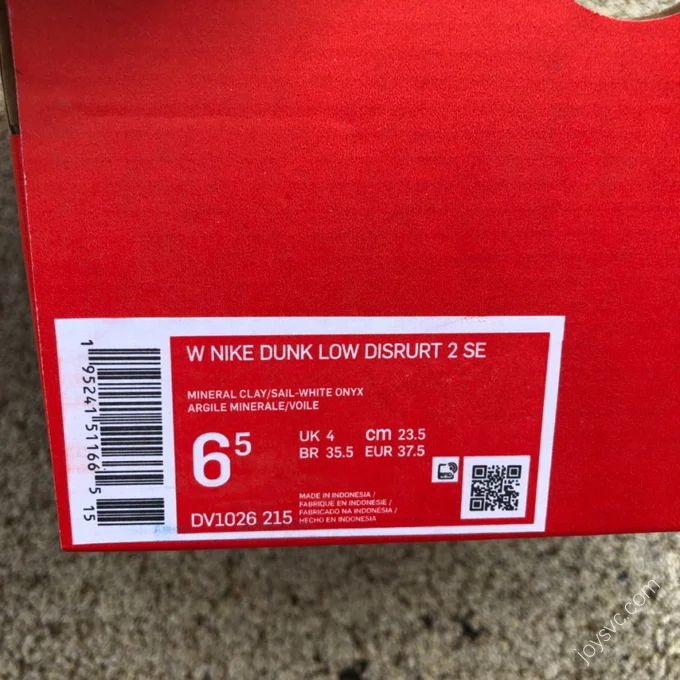 W NIKE DUNK LOW DISRURT 2 SE
MINERAL CLAY/SAIL-WHITE ONYX
ARGILE MINERALE/VOILE
6⁵
UK 4 cm 23.5
BR 35.5 EUR 37.5
DV1026 215
MADE IN INDONESIA /
FABRIQUE EN INDONESIE /
FABRICADO NA INDONÉSIA /
HECHO EN INDONESIA
1 95241 51166 5 15
joysvc.com